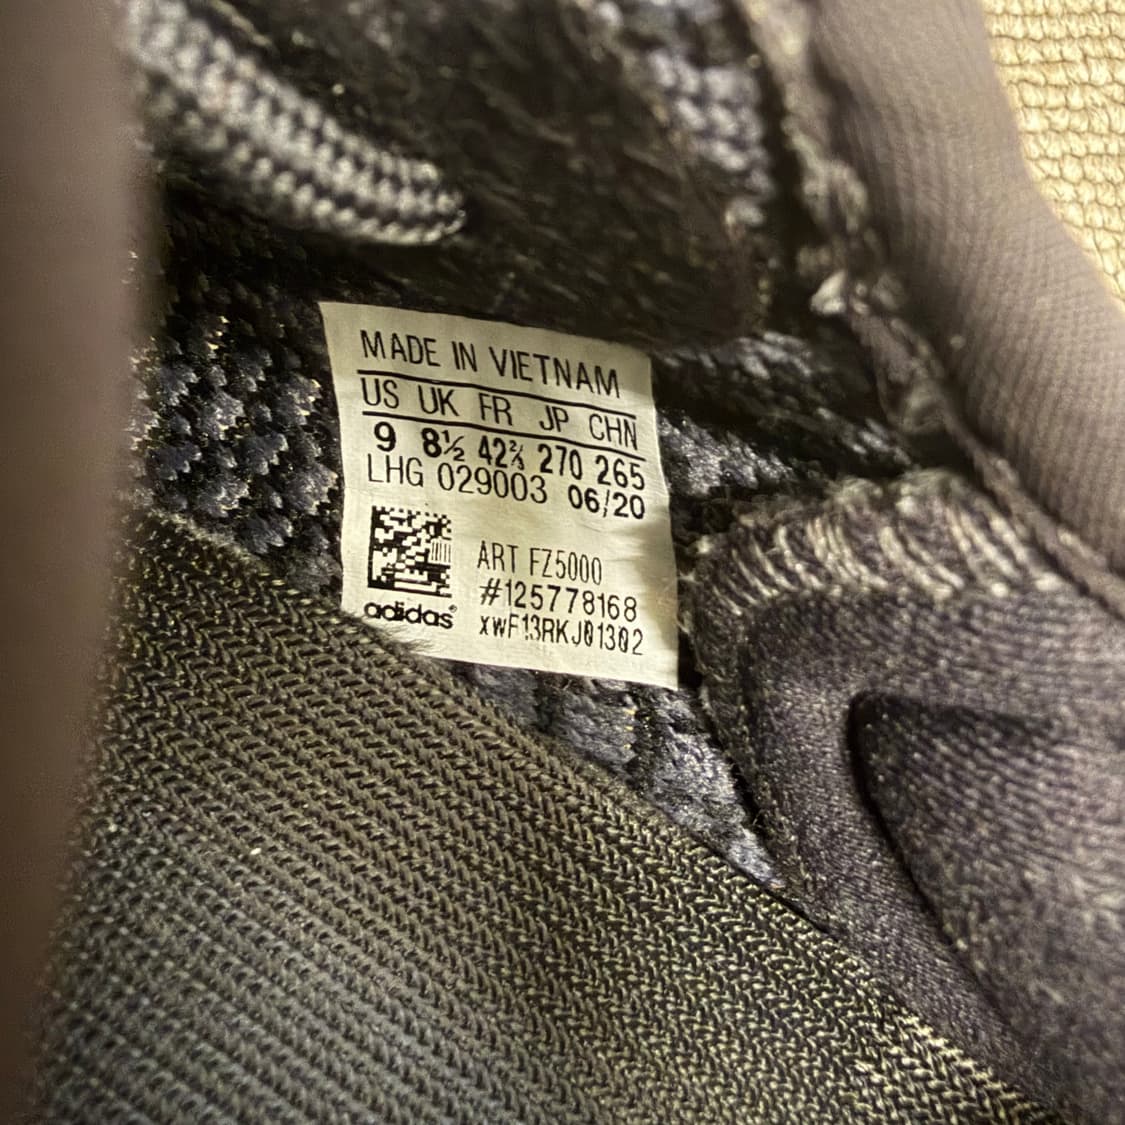 MADE IN VIETNAM
US UK FR JP CHN
9 8½ 42⅔ 270 265
LHG 029003 06/20
ART FZ5000
#125778168
adidas®
xwF13RKJ01302